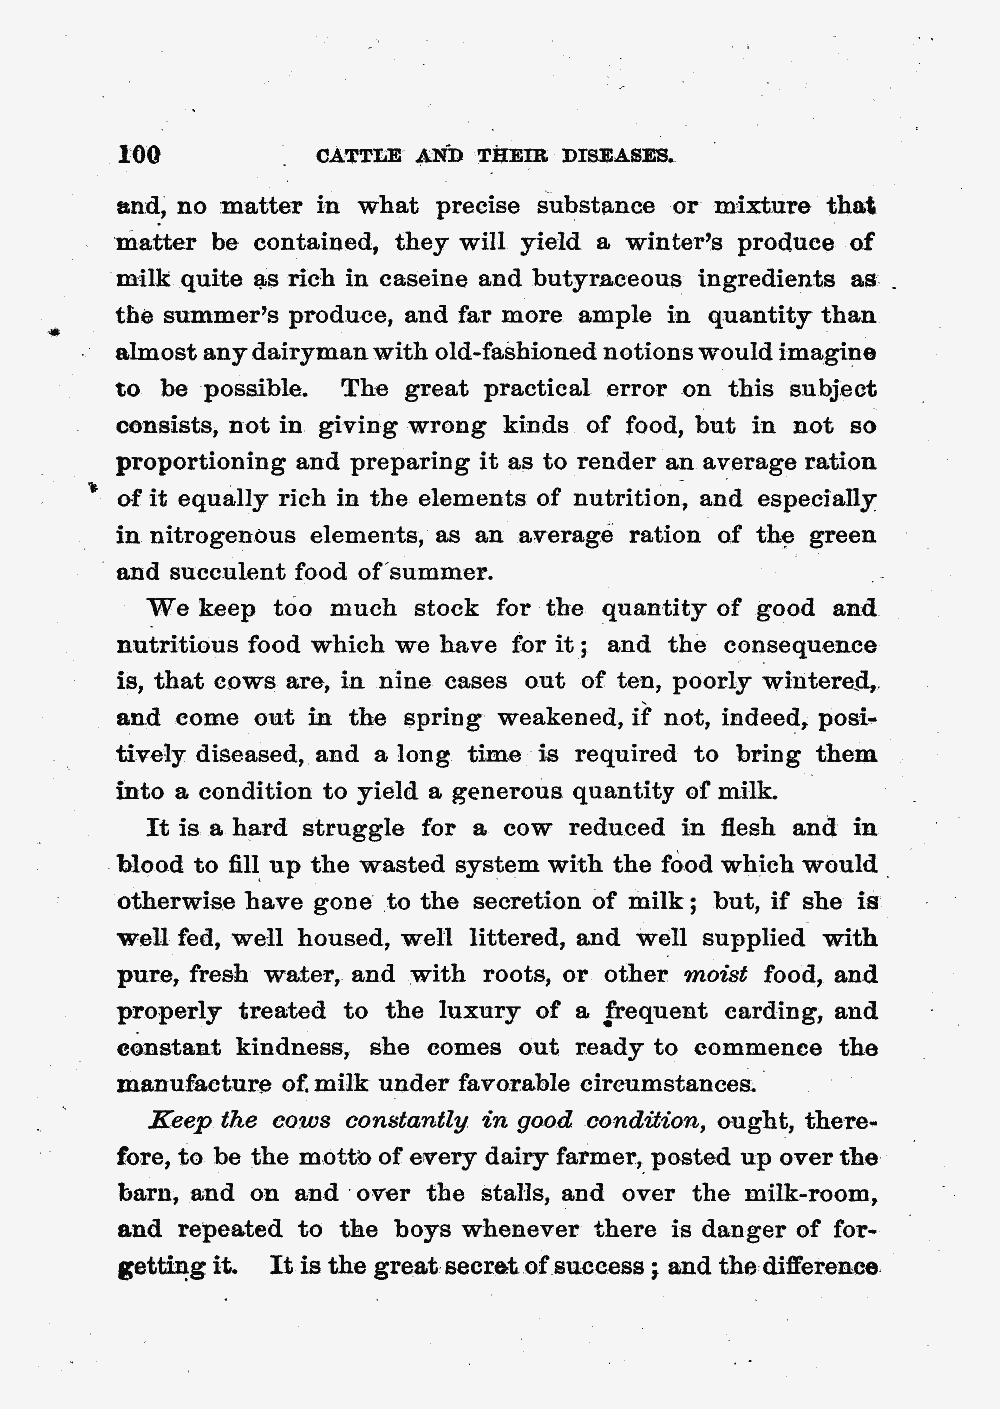 100 CATTLE AND THEIR DISEASES.
and, no matter in what precise substance or mixture that
matter be contained, they will yield a winter's produce of
milk quite as rich in caseine and butyraceous ingredients as
the summer's produce, and far more ample in quantity than
almost any dairyman with old-fashioned notions would imagine
to be possible. The great practical error on this subject
consists, not in giving wrong kinds of food, but in not so
proportioning and preparing it as to render an average ration
of it equally rich in the elements of nutrition, and especially
in nitrogenous elements, as an average ration of the green
and succulent food of summer.
We keep too much stock for the quantity of good and
nutritious food which we have for it; and the consequence
is, that cows are, in nine cases out of ten, poorly wintered,
and come out in the spring weakened, if not, indeed, posi-
tively diseased, and a long time is required to bring them
into a condition to yield a generous quantity of milk.
It is a hard struggle for a cow reduced in flesh and in
blood to fill up the wasted system with the food which would
otherwise have gone to the secretion of milk; but, if she is
well fed, well housed, well littered, and well supplied with
pure, fresh water, and with roots, or other moist food, and
properly treated to the luxury of a frequent carding, and
constant kindness, she comes out ready to commence the
manufacture of milk under favorable circumstances.
Keep the cows constantly in good condition, ought, there-
fore, to be the motto of every dairy farmer, posted up over the
barn, and on and over the stalls, and over the milk-room,
and repeated to the boys whenever there is danger of for-
getting it. It is the great secret of success; and the difference